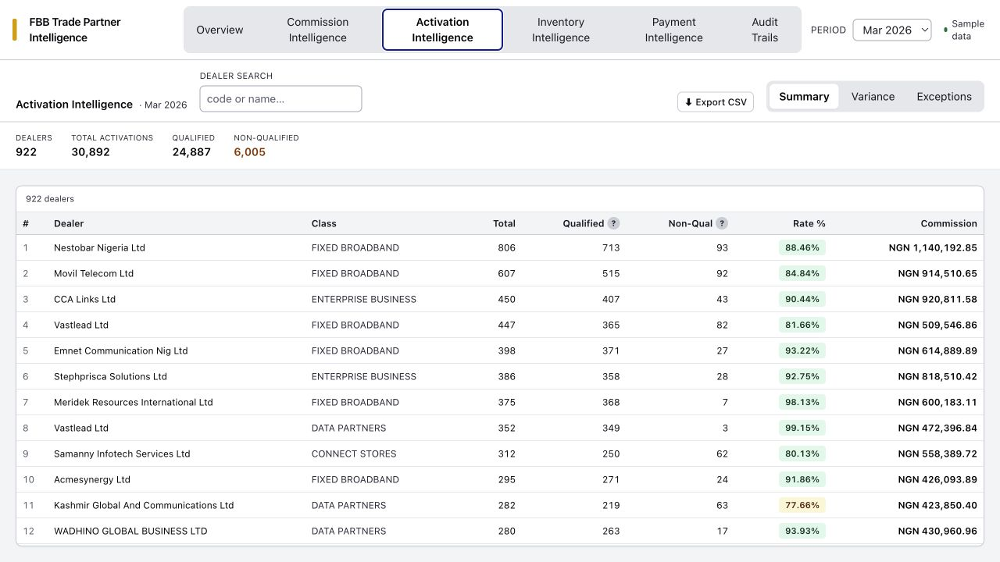 FBB Trade Partner
Intelligence
Overview
Commission
Intelligence
Activation
Intelligence
Inventory
Intelligence
Payment
Intelligence
Audit
Trails
PERIOD
Mar 2026
Sample
data
Activation Intelligence · Mar 2026
DEALER SEARCH
code or name...
⬇ Export CSV
Summary
Variance
Exceptions
DEALERS
922
TOTAL ACTIVATIONS
30,892
QUALIFIED
24,887
NON-QUALIFIED
6,005
922 dealers
# Dealer Class Total Qualified ? Non-Qual ? Rate % Commission
1 Nestobar Nigeria Ltd FIXED BROADBAND 806 713 93 88.46% NGN 1,140,192.85
2 Movil Telecom Ltd FIXED BROADBAND 607 515 92 84.84% NGN 914,510.65
3 CCA Links Ltd ENTERPRISE BUSINESS 450 407 43 90.44% NGN 920,811.58
4 Vastlead Ltd FIXED BROADBAND 447 365 82 81.66% NGN 509,546.86
5 Emnet Communication Nig Ltd FIXED BROADBAND 398 371 27 93.22% NGN 614,889.89
6 Stephprisca Solutions Ltd ENTERPRISE BUSINESS 386 358 28 92.75% NGN 818,510.42
7 Meridek Resources International Ltd FIXED BROADBAND 375 368 7 98.13% NGN 600,183.11
8 Vastlead Ltd DATA PARTNERS 352 349 3 99.15% NGN 472,396.84
9 Samanny Infotech Services Ltd CONNECT STORES 312 250 62 80.13% NGN 558,389.72
10 Acmesynergy Ltd FIXED BROADBAND 295 271 24 91.86% NGN 426,093.89
11 Kashmir Global And Communications Ltd DATA PARTNERS 282 219 63 77.66% NGN 423,850.40
12 WADHINO GLOBAL BUSINESS LTD DATA PARTNERS 280 263 17 93.93% NGN 430,960.96